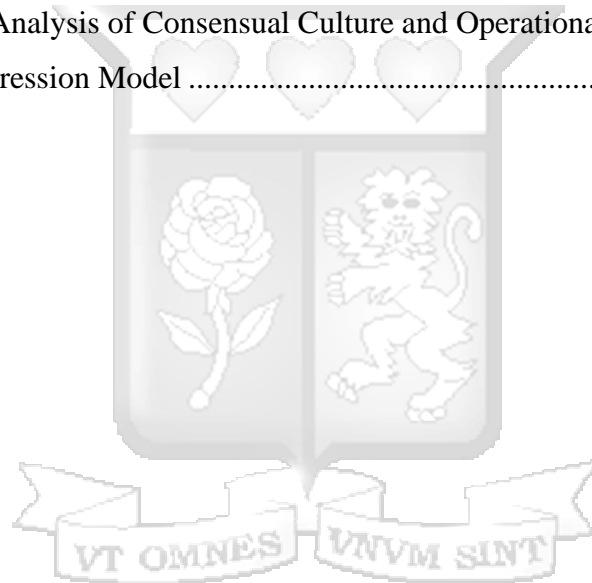 Analysis of Consensual Culture and Operationa
ression Model ....................................................
VT OMNES VNVM SINT